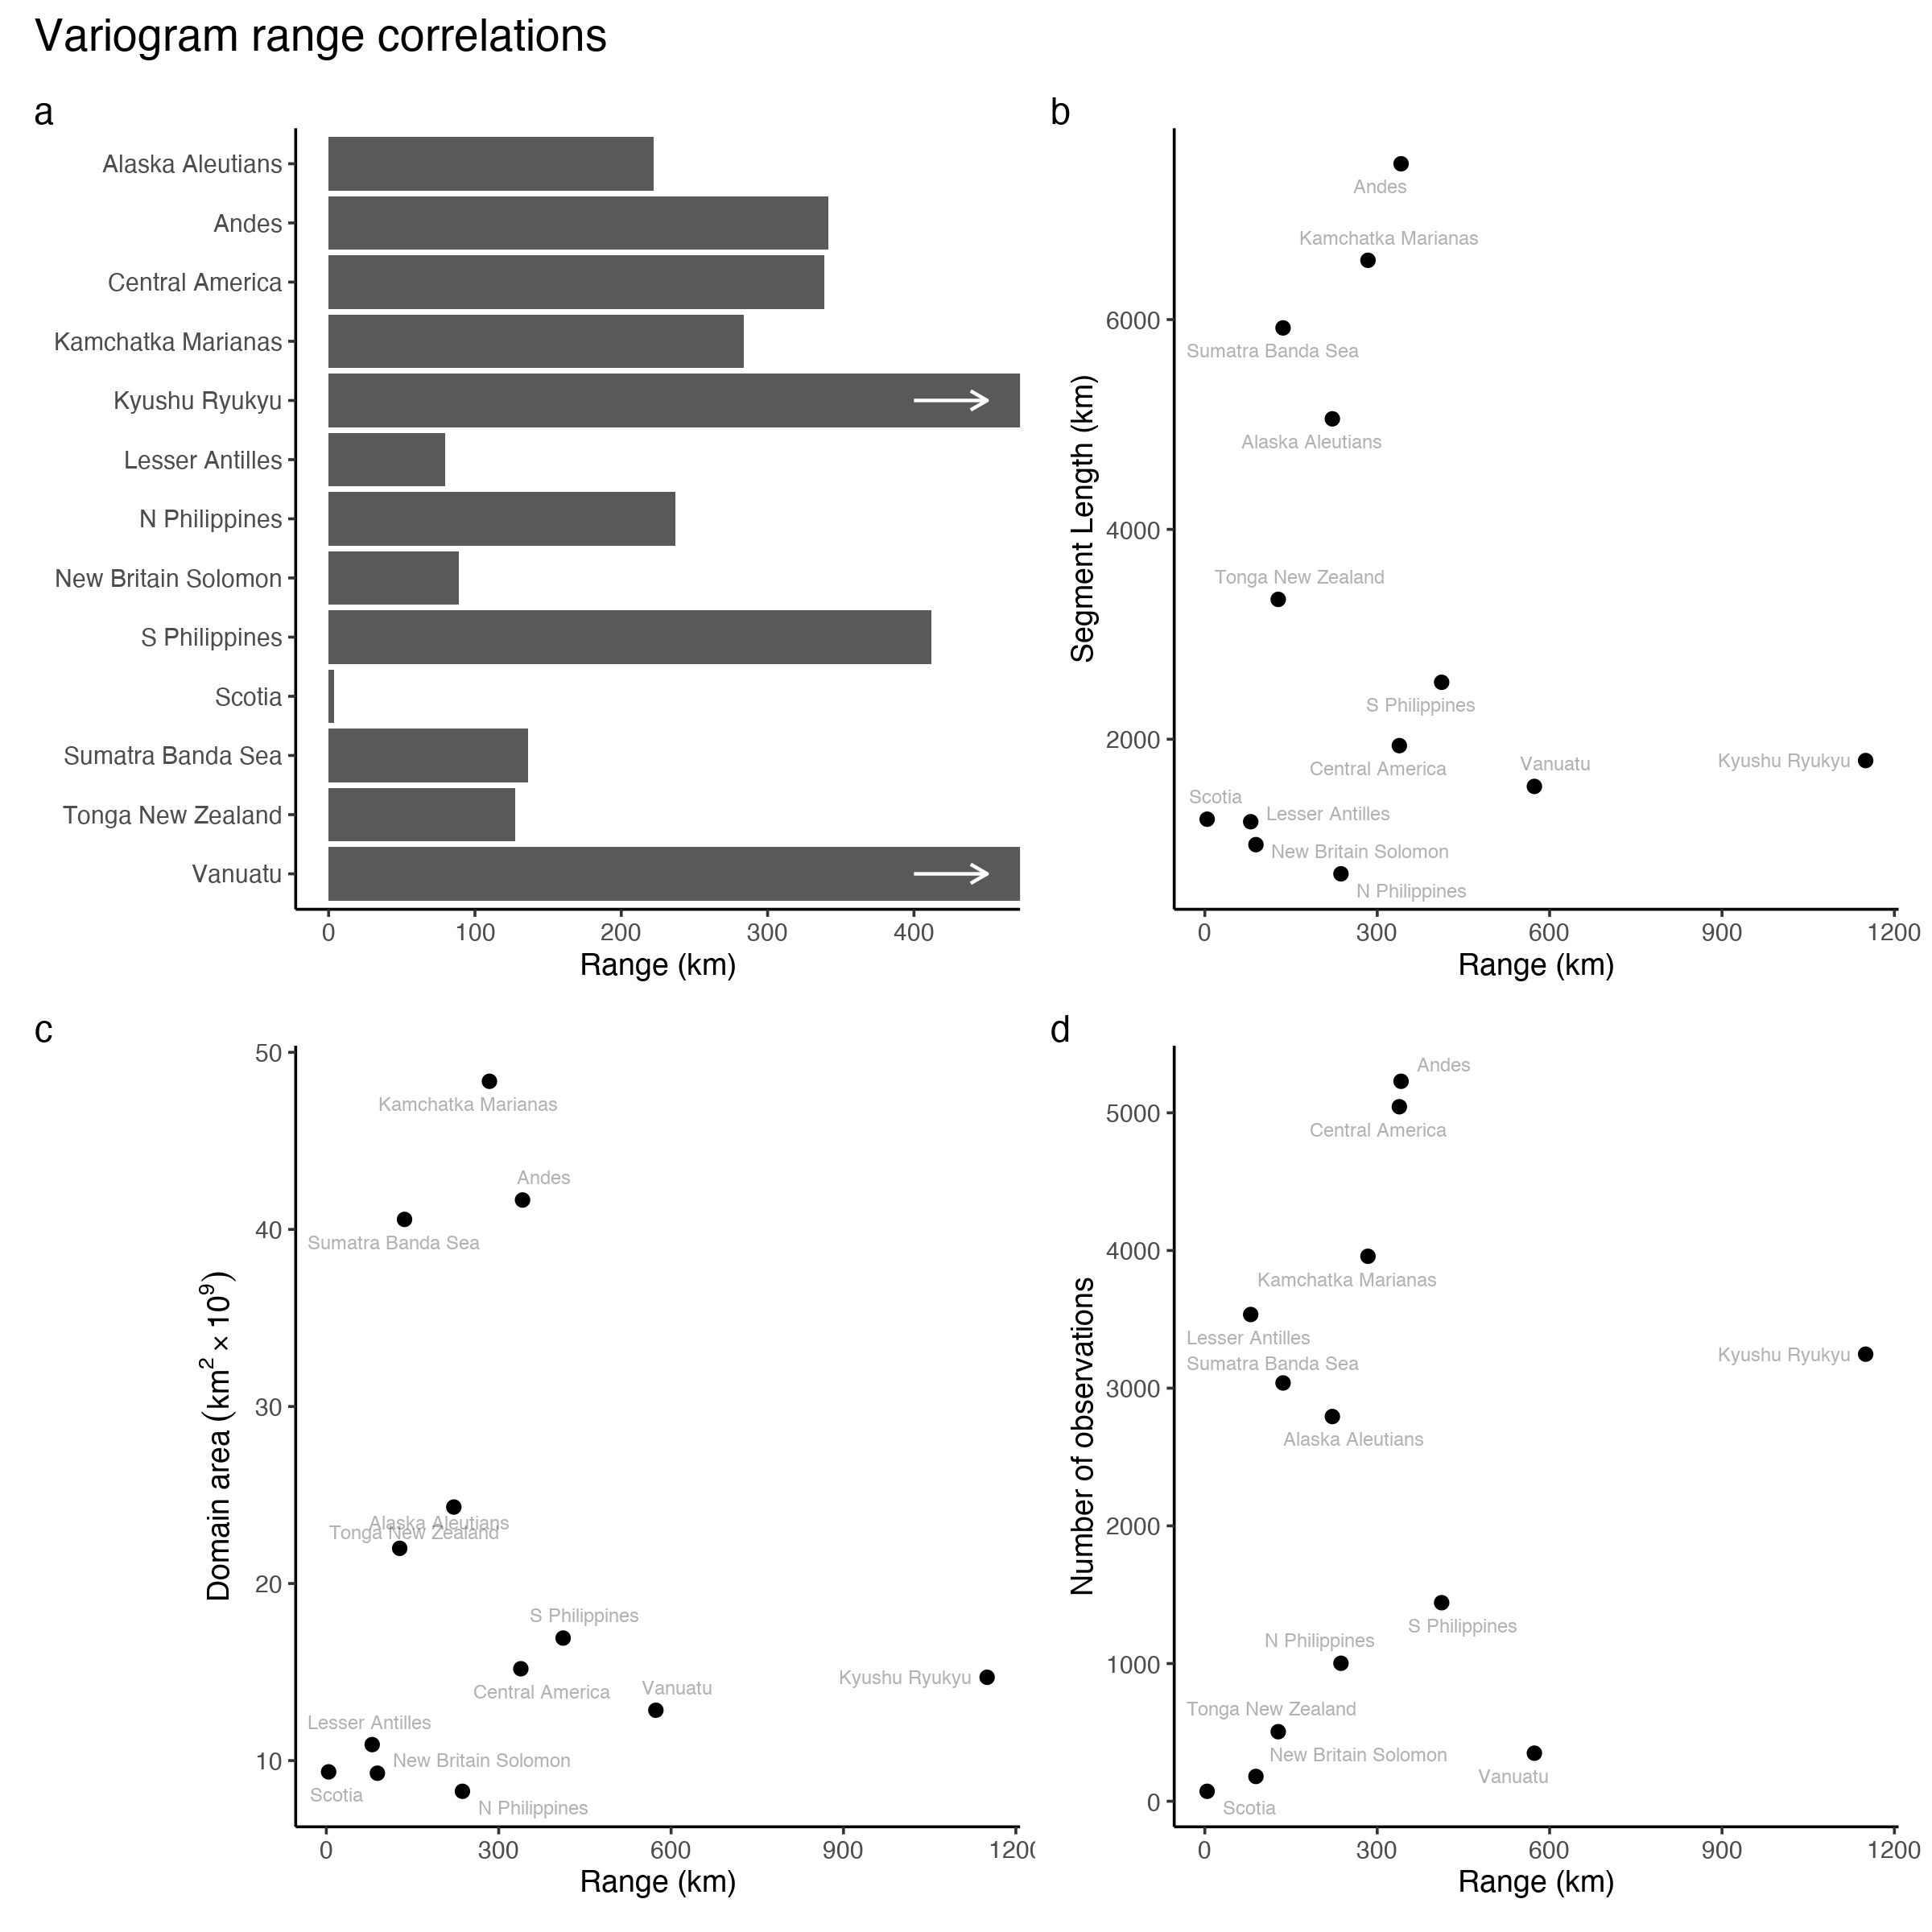 Variogram range correlations
a
Alaska Aleutians
Andes
Central America
Kamchatka Marianas
Kyushu Ryukyu
Lesser Antilles
N Philippines
New Britain Solomon
S Philippines
Scotia
Sumatra Banda Sea
Tonga New Zealand
Vanuatu
0 100 200 300 400
Range (km)
b
Segment Length (km)
6000
4000
2000
Andes
Kamchatka Marianas
Sumatra Banda Sea
Alaska Aleutians
Tonga New Zealand
S Philippines
Central America
Vanuatu
Kyushu Ryukyu
Scotia
Lesser Antilles
New Britain Solomon
N Philippines
0 300 600 900 1200
Range (km)
c
Domain area (km² × 10⁹)
50
40
30
20
10
Kamchatka Marianas
Andes
Sumatra Banda Sea
Alaska Aleutians
Tonga New Zealand
S Philippines
Central America
Kyushu Ryukyu
Vanuatu
Lesser Antilles
New Britain Solomon
Scotia
N Philippines
0 300 600 900 1200
Range (km)
d
Number of observations
5000
4000
3000
2000
1000
0
Andes
Central America
Kamchatka Marianas
Lesser Antilles
Sumatra Banda Sea
Kyushu Ryukyu
Alaska Aleutians
S Philippines
N Philippines
Tonga New Zealand
New Britain Solomon
Vanuatu
Scotia
0 300 600 900 1200
Range (km)